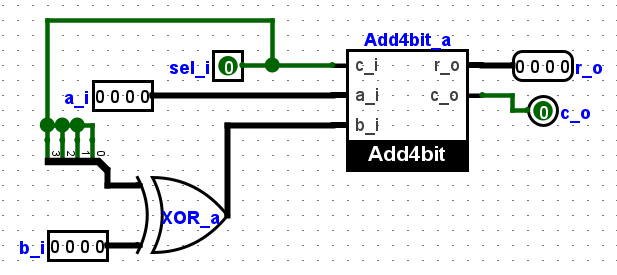 Add4bit_a
sel_i 0 c_i r_o 0 0 0 0 r_o
a_i 0 0 0 0 a_i c_o 0 c_o
b_i
3 2 1 0 Add4bit
XOR_a
b_i 0 0 0 0